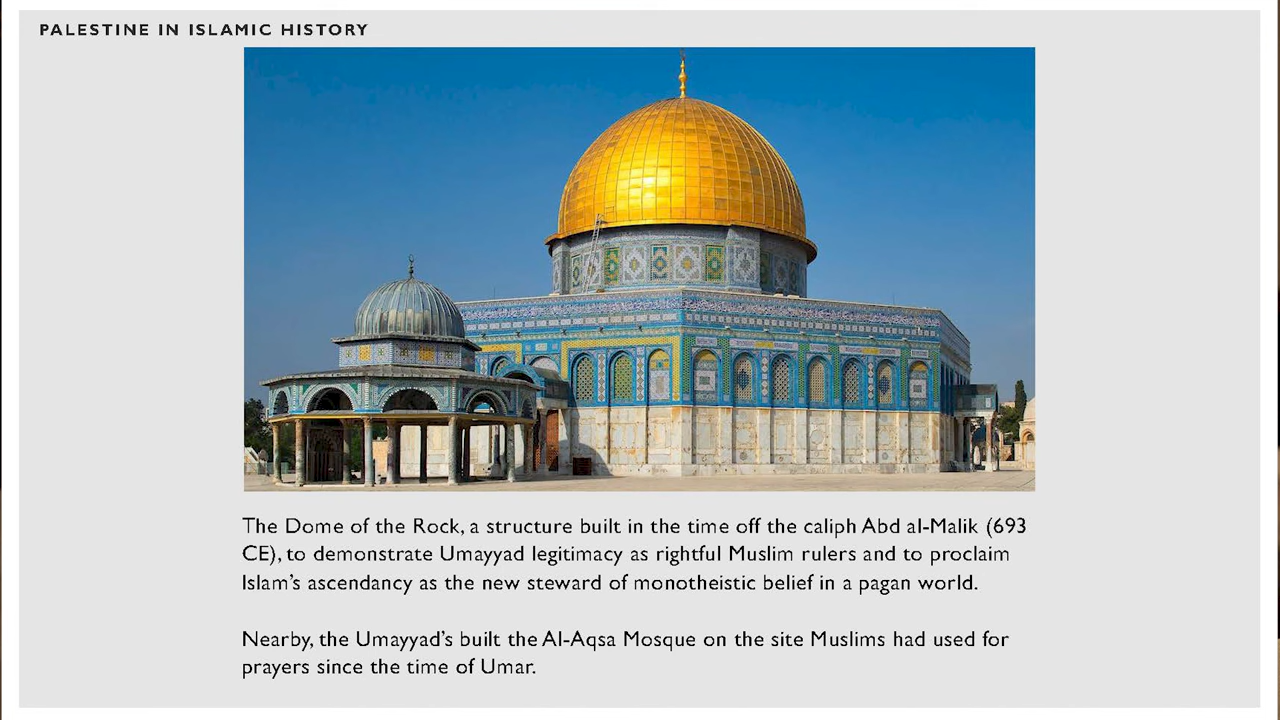 PALESTINE IN ISLAMIC HISTORY
The Dome of the Rock, a structure built in the time off the caliph Abd al-Malik (693
CE), to demonstrate Umayyad legitimacy as rightful Muslim rulers and to proclaim
Islam's ascendancy as the new steward of monotheistic belief in a pagan world.
Nearby, the Umayyad's built the Al-Aqsa Mosque on the site Muslims had used for
prayers since the time of Umar.